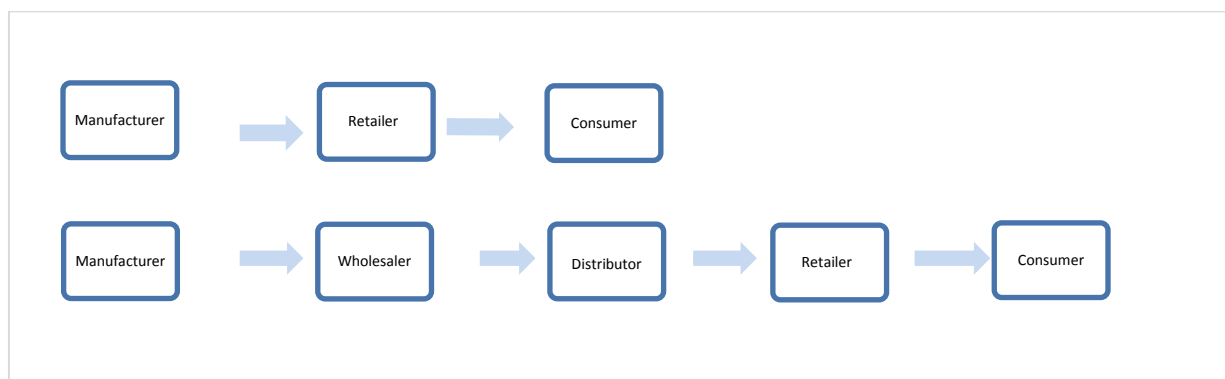 Manufacturer
Retailer
Consumer
Manufacturer
Wholesaler
Distributor
Retailer
Consumer